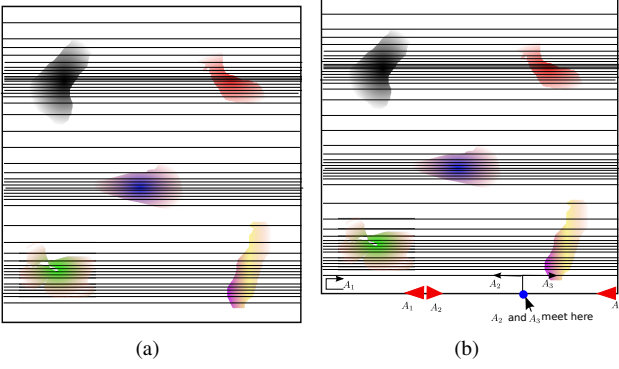 A₁
A₂
A₃
A₁
A₂
A
A₂ and A₃ meet here
(a)
(b)